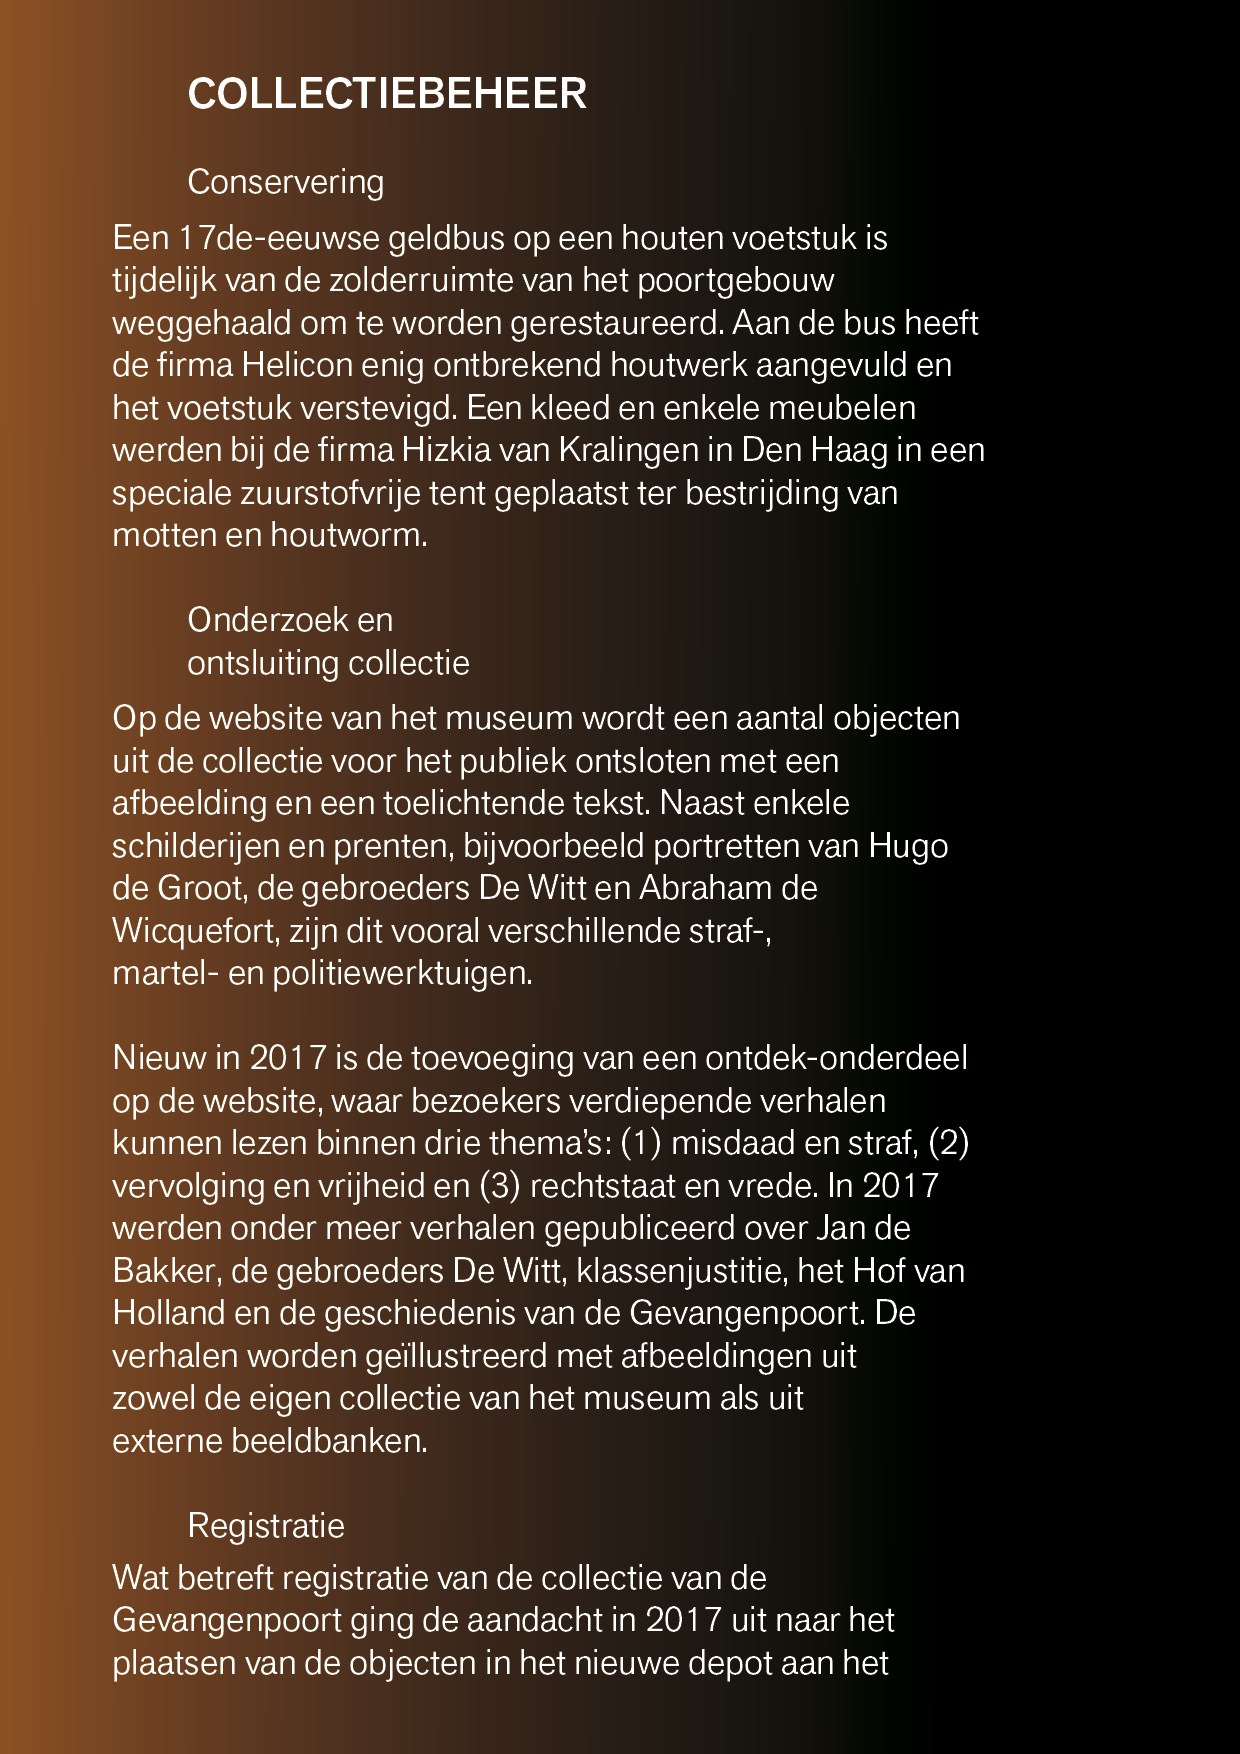 COLLECTIEBEHEER
Conservering
Een 17de-eeuwse geldbus op een houten voetstuk is
tijdelijk van de zolderruimte van het poortgebouw
weggehaald om te worden gerestaureerd. Aan de bus heeft
de firma Helicon enig ontbrekend houtwerk aangevuld en
het voetstuk verstevigd. Een kleed en enkele meubelen
werden bij de firma Hizkia van Kralingen in Den Haag in een
speciale zuurstofvrije tent geplaatst ter bestrijding van
motten en houtworm.
Onderzoek en
ontsluiting collectie
Op de website van het museum wordt een aantal objecten
uit de collectie voor het publiek ontsloten met een
afbeelding en een toelichtende tekst. Naast enkele
schilderijen en prenten, bijvoorbeeld portretten van Hugo
de Groot, de gebroeders De Witt en Abraham de
Wicquefort, zijn dit vooral verschillende straf-,
martel- en politiewerktuigen.
Nieuw in 2017 is de toevoeging van een ontdek-onderdeel
op de website, waar bezoekers verdiepende verhalen
kunnen lezen binnen drie thema's: (1) misdaad en straf, (2)
vervolging en vrijheid en (3) rechtstaat en vrede. In 2017
werden onder meer verhalen gepubliceerd over Jan de
Bakker, de gebroeders De Witt, klassenjustitie, het Hof van
Holland en de geschiedenis van de Gevangenpoort. De
verhalen worden geïllustreerd met afbeeldingen uit
zowel de eigen collectie van het museum als uit
externe beeldbanken.
Registratie
Wat betreft registratie van de collectie van de
Gevangenpoort ging de aandacht in 2017 uit naar het
plaatsen van de objecten in het nieuwe depot aan het